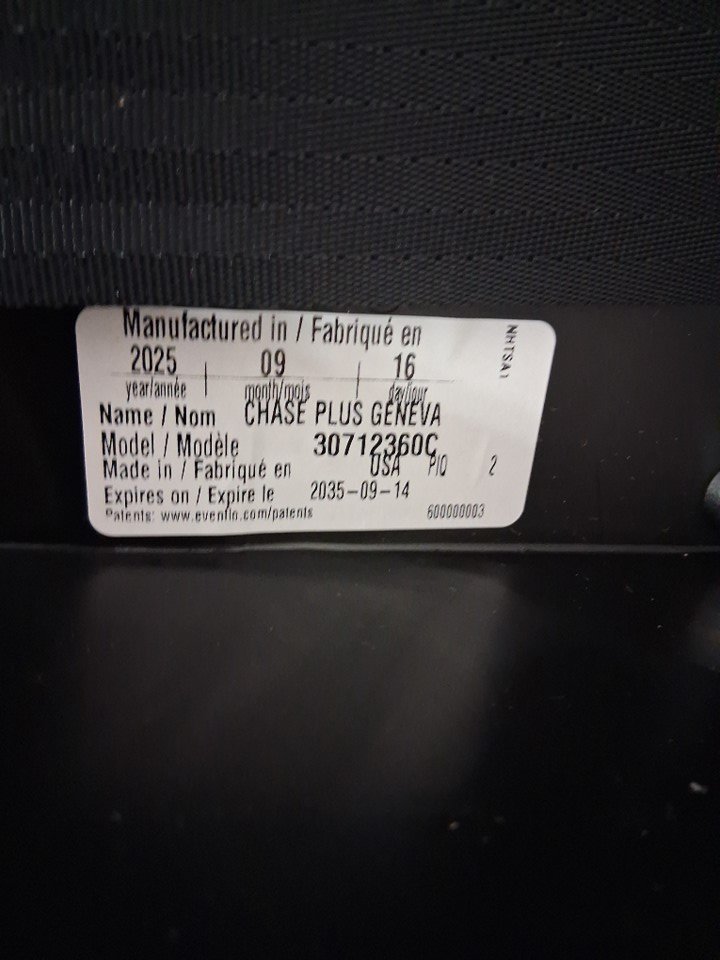 Manufactured in / Fabriqué en
2025 09 16
year/année month/mois day/jour
Name / Nom CHASE PLUS GENEVA
Model / Modèle 30712360C
Made in / Fabriqué en USA PIO 2
Expires on / Expire le 2035-09-14
Patents: www.evenflo.com/patents 600000003
NHTSA1